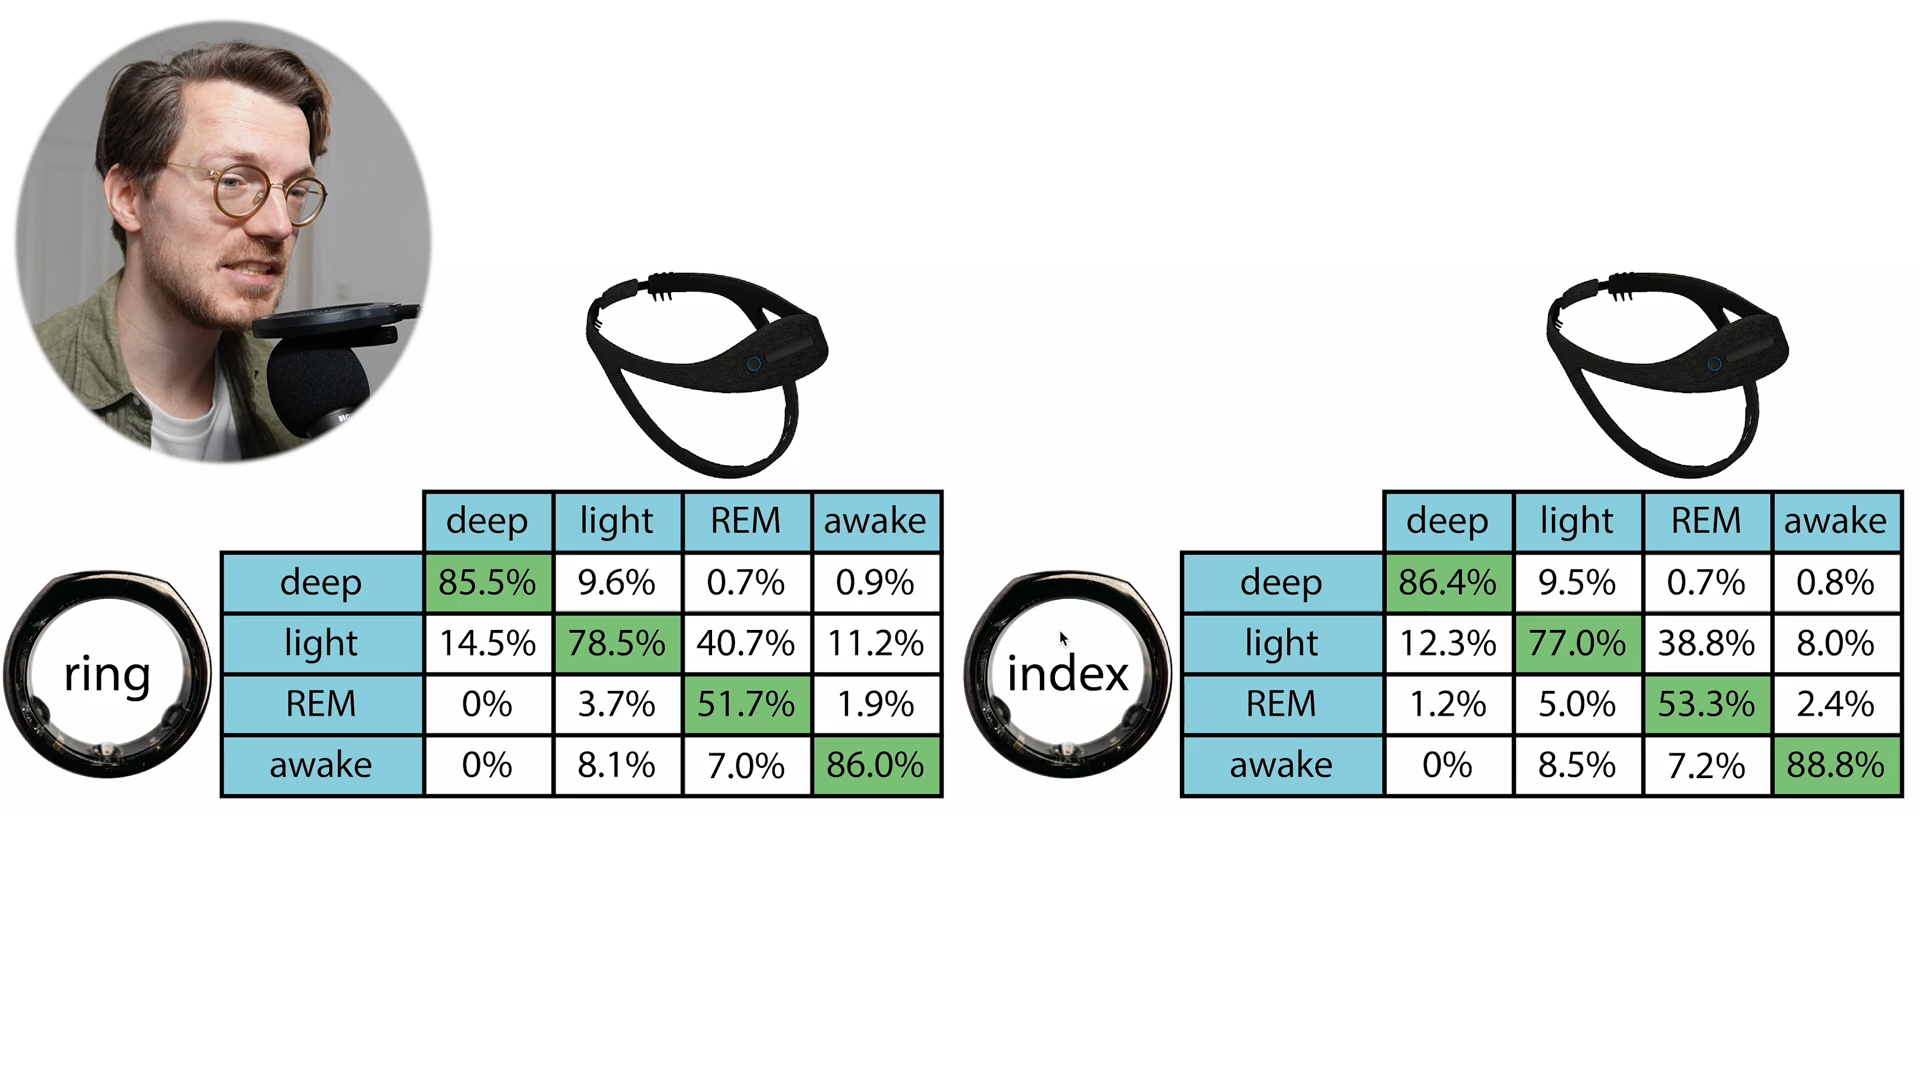 deep light REM awake
deep 85.5% 9.6% 0.7% 0.9%
light 14.5% 78.5% 40.7% 11.2%
REM 0% 3.7% 51.7% 1.9%
awake 0% 8.1% 7.0% 86.0%
ring
deep light REM awake
deep 86.4% 9.5% 0.7% 0.8%
light 12.3% 77.0% 38.8% 8.0%
REM 1.2% 5.0% 53.3% 2.4%
awake 0% 8.5% 7.2% 88.8%
index